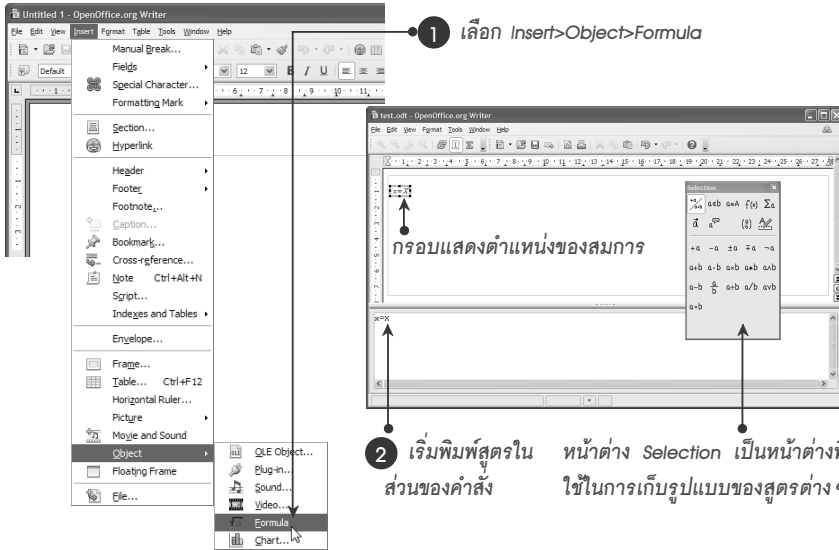 Untitled 1 - OpenOffice.org Writer
File Edit View Insert Format Table Tools Window Help
Default
12
B I U
Manual Break...
Fields
Special Character...
Formatting Mark
Section...
Hyperlink
Header
Footer
Footnote...
Caption...
Bookmark...
Cross-reference...
Note Ctrl+Alt+N
Script...
Indexes and Tables
Envelope...
Frame...
Table... Ctrl+F12
Horizontal Ruler...
Picture
Movie and Sound
Object
Floating Frame
File...
OLE Object...
Plug-in...
Sound...
Video...
Formula
Chart...
1 เลือก Insert>Object>Formula
test.odt - OpenOffice.org Writer
File Edit View Format Tools Window Help
x=X
กรอบแสดงตำแหน่งของสมการ
Selection
+a -a ±a ∓a ¬a
a+b a·b a×b a*b a∧b
a-b a/b a÷b a/b a∨b
a∘b
x=X
2 เริ่มพิมพ์สูตรใน
ส่วนของคำสั่ง
หน้าต่าง Selection เป็นหน้าต่างที่
ใช้ในการเก็บรูปแบบของสูตรต่าง ๆ